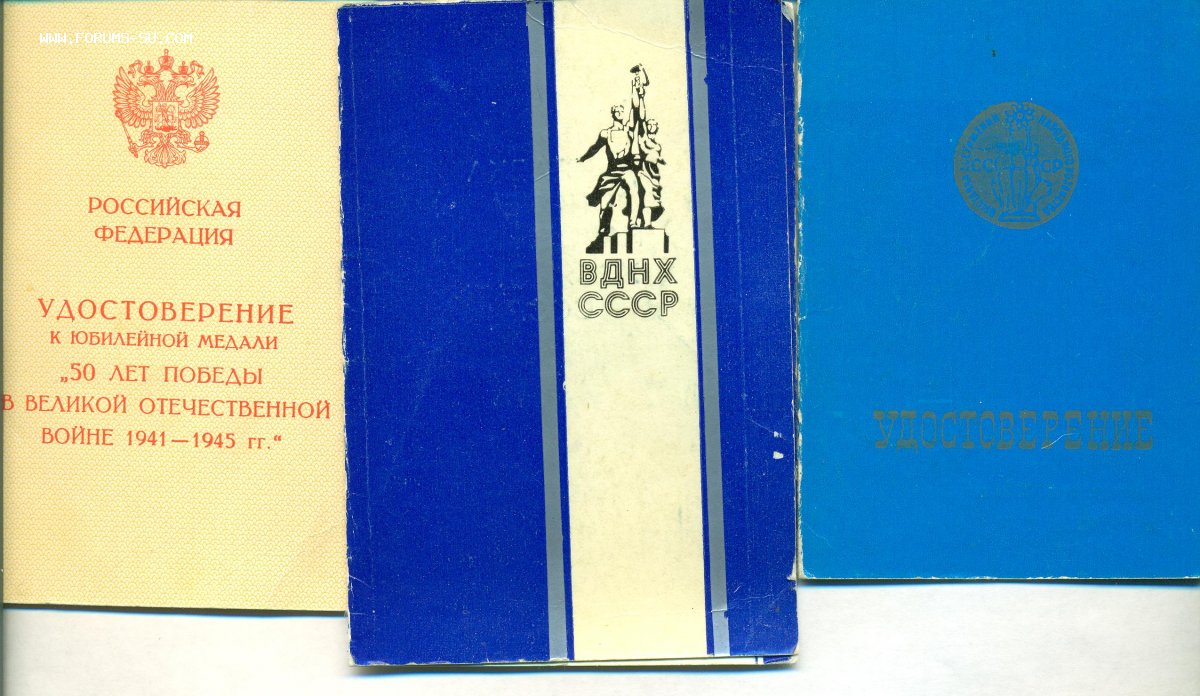 WWW.FORUMS-SU.COM
РОССИЙСКАЯ
ФЕДЕРАЦИЯ
УДОСТОВЕРЕНИЕ
К ЮБИЛЕЙНОЙ МЕДАЛИ
„50 ЛЕТ ПОБЕДЫ
В ВЕЛИКОЙ ОТЕЧЕСТВЕННОЙ
ВОЙНЕ 1941—1945 гг.“
ВДНХ
СССР
УДОСТОВЕРЕНИЕ